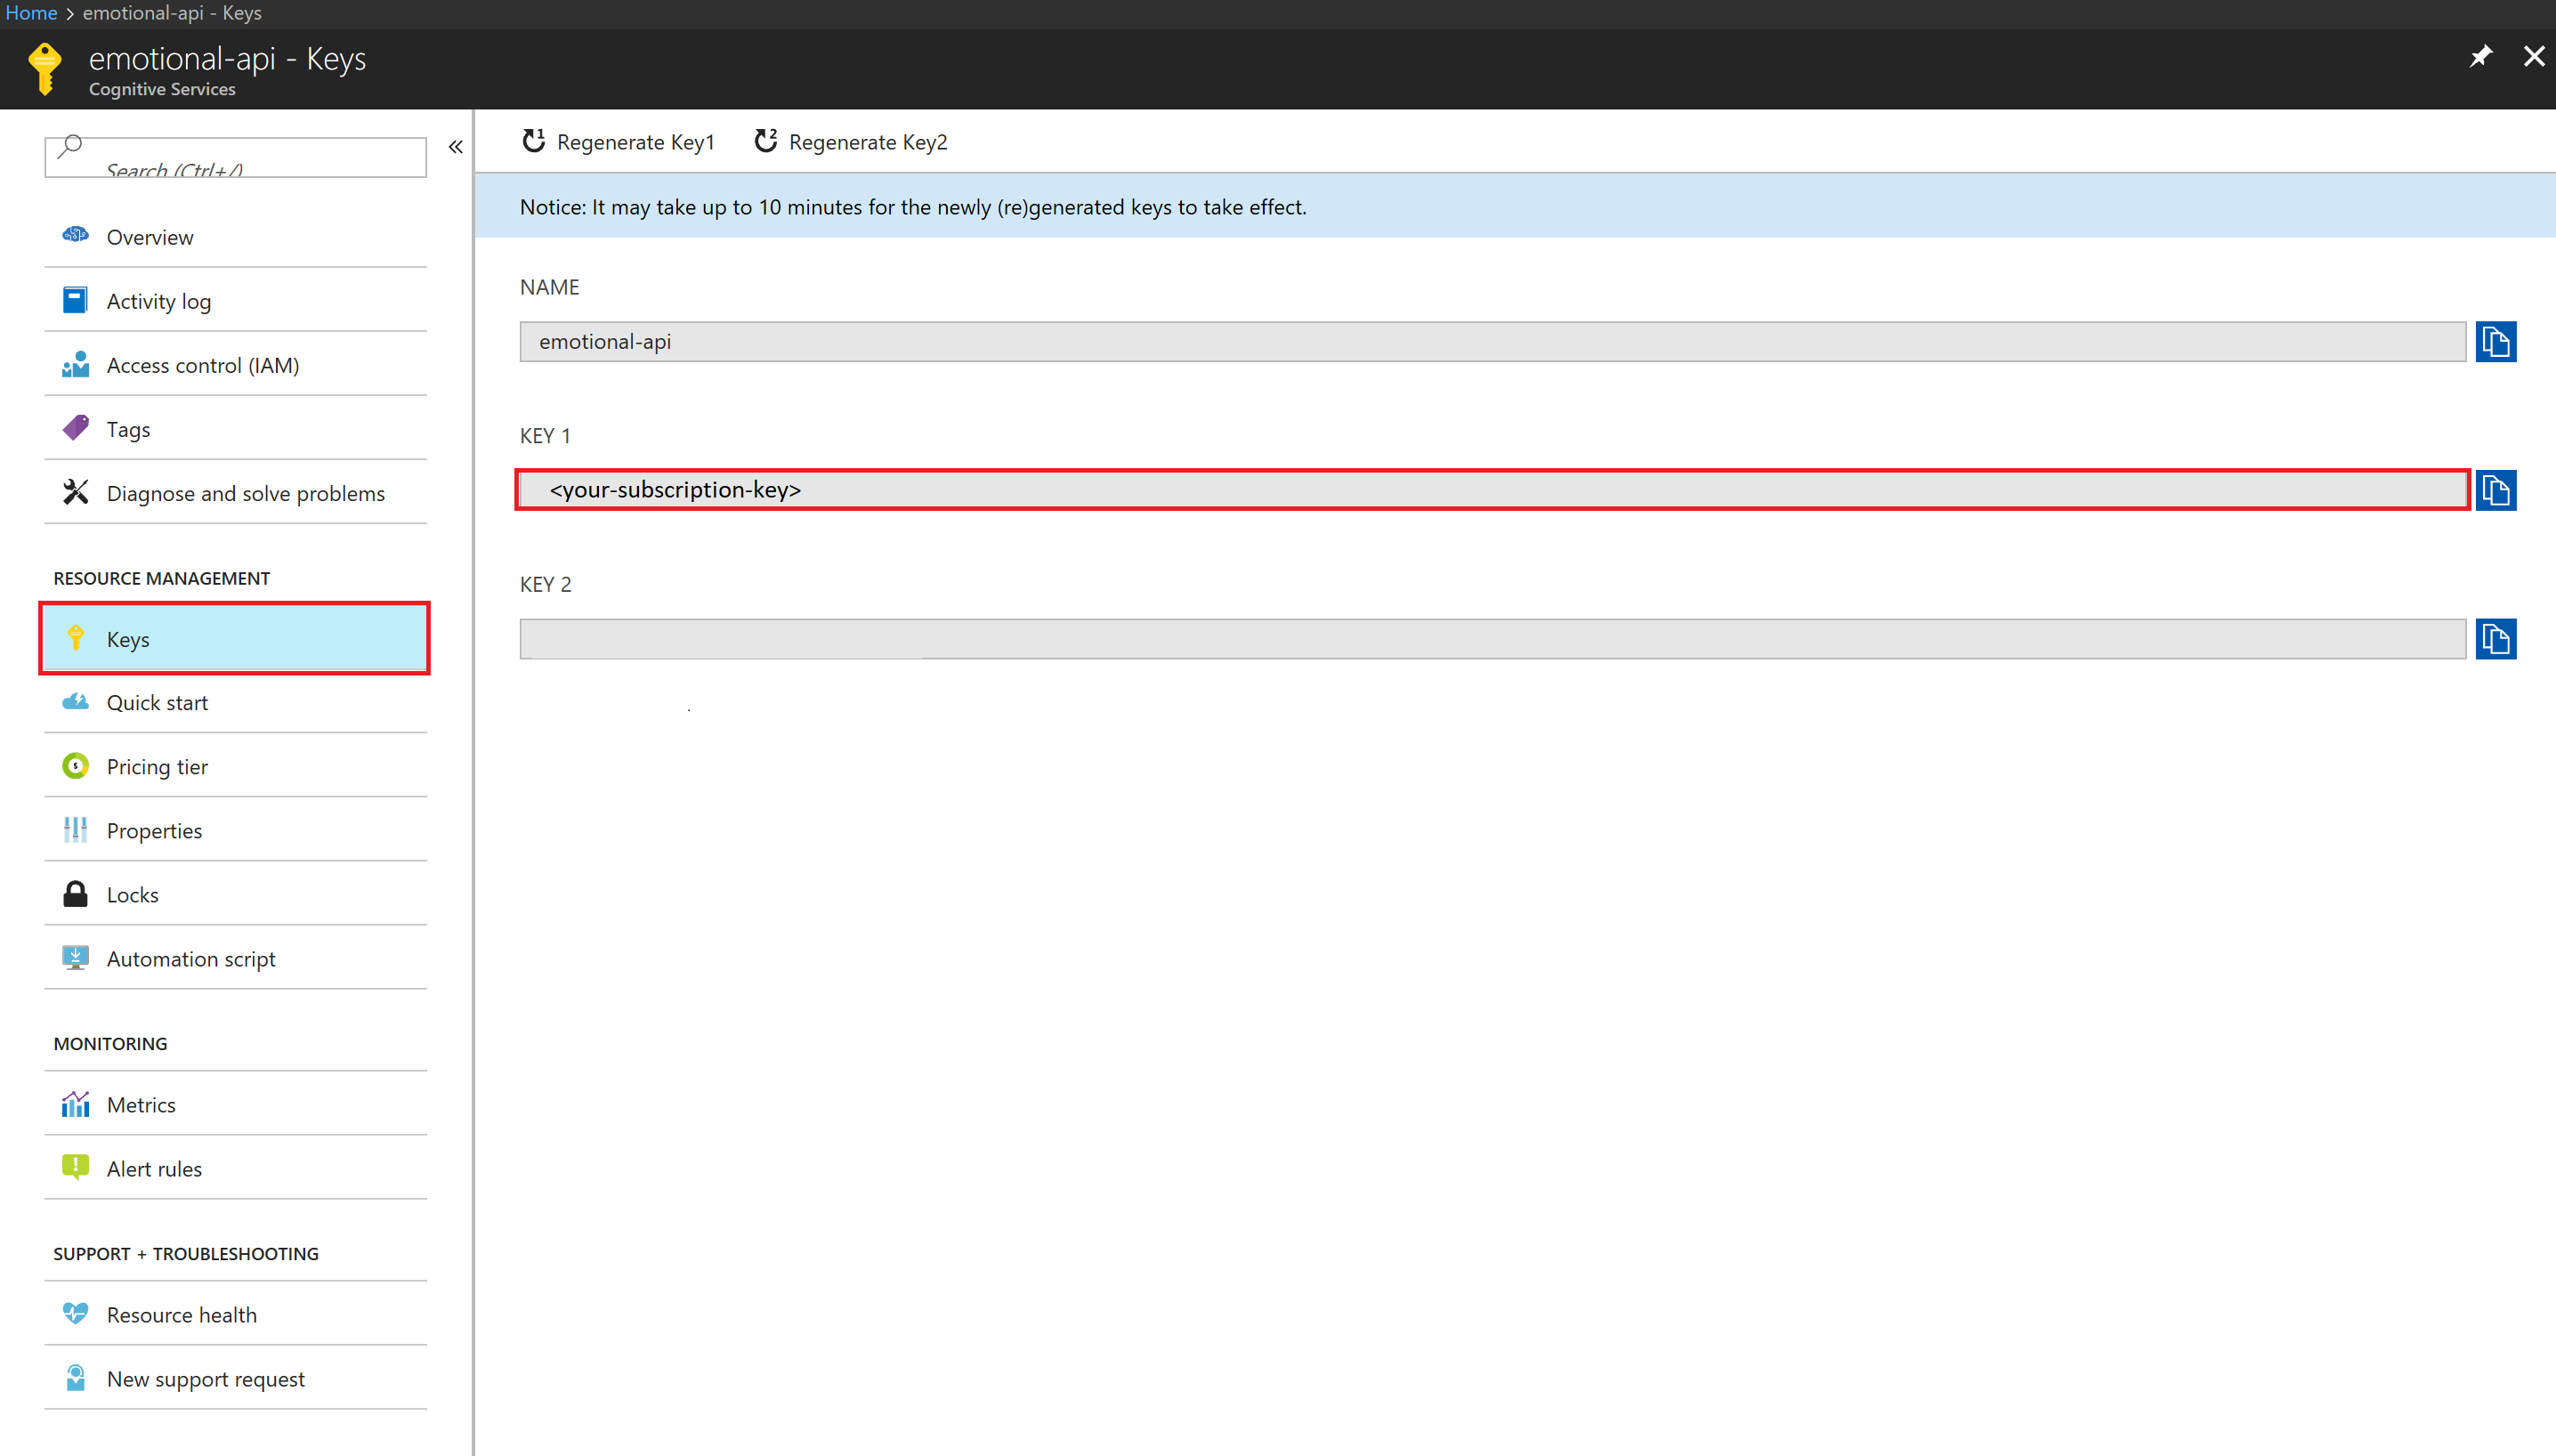 Home > emotional-api - Keys
emotional-api - Keys
Cognitive Services
Search (Ctrl+/)
Overview
Activity log
Access control (IAM)
Tags
Diagnose and solve problems
RESOURCE MANAGEMENT
Keys
Quick start
Pricing tier
Properties
Locks
Automation script
MONITORING
Metrics
Alert rules
SUPPORT + TROUBLESHOOTING
Resource health
New support request
1 Regenerate Key1 2 Regenerate Key2
Notice: It may take up to 10 minutes for the newly (re)generated keys to take effect.
NAME
emotional-api
KEY 1
<your-subscription-key>
KEY 2